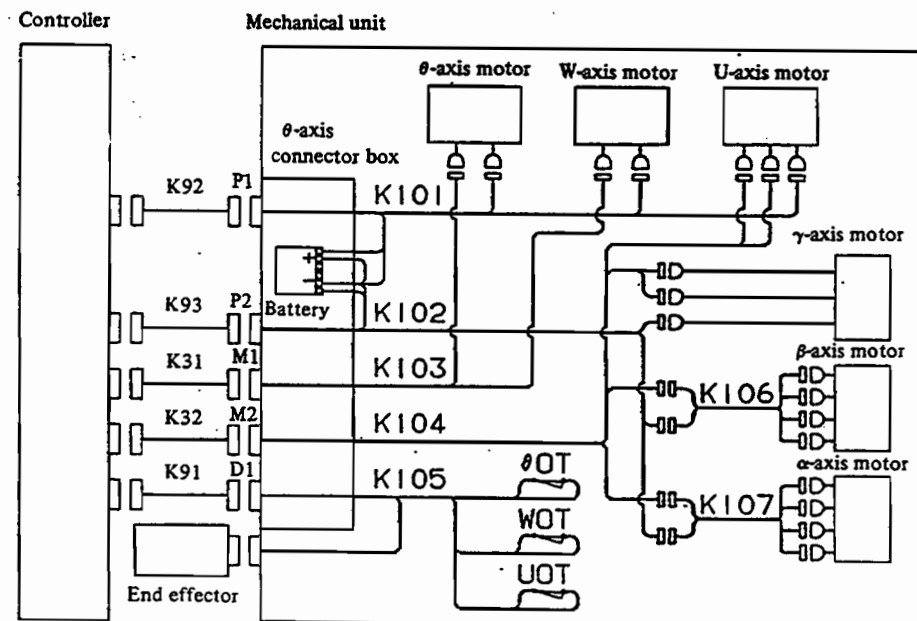 Controller
Mechanical unit
θ-axis motor
W-axis motor
U-axis motor
θ-axis
connector box
K92
P1
K101
γ-axis motor
+
−
Battery
K93
P2
K102
K31
M1
K103
β-axis motor
K106
K32
M2
K104
α-axis motor
K91
D1
K105
θOT
K107
WOT
UOT
End effector